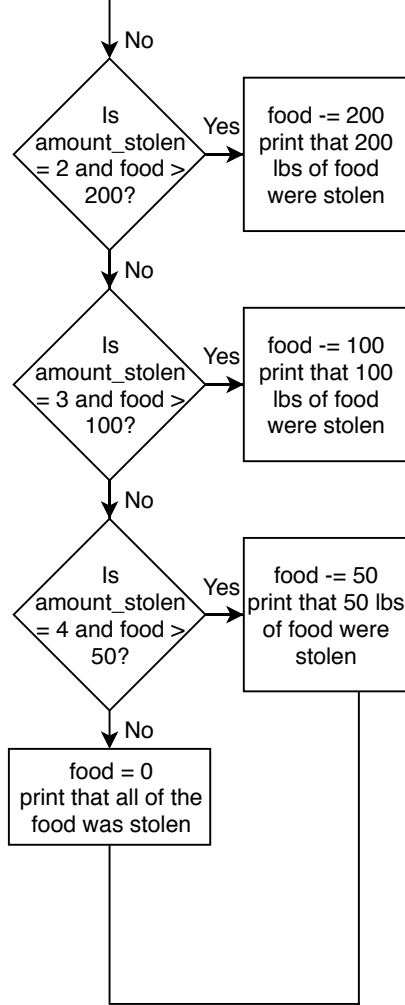 No
Is
amount_stolen
= 2 and food >
200?
Yes
food -= 200
print that 200
lbs of food
were stolen
No
Is
amount_stolen
= 3 and food >
100?
Yes
food -= 100
print that 100
lbs of food
were stolen
No
Is
amount_stolen
= 4 and food >
50?
Yes
food -= 50
print that 50 lbs
of food were
stolen
No
food = 0
print that all of the
food was stolen